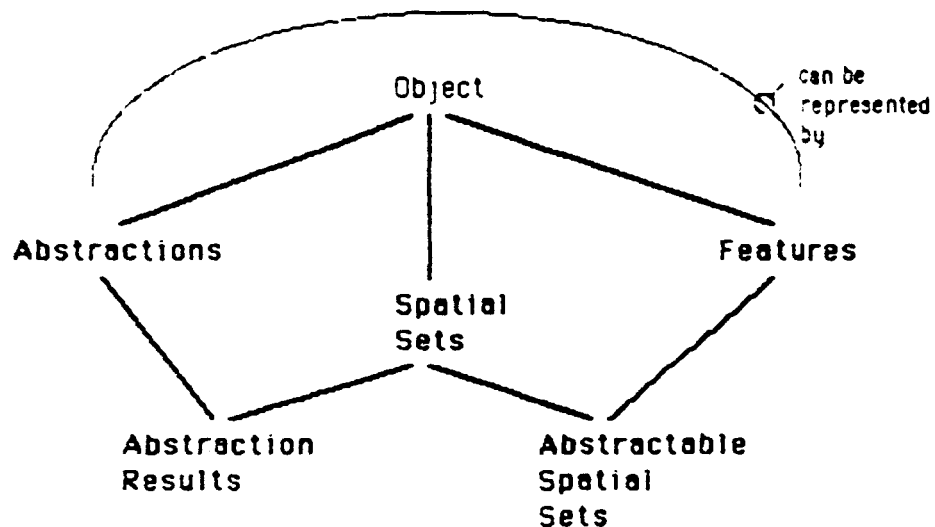 Object
can be
represented
by
Abstractions
Features
Spatial
Sets
Abstraction
Results
Abstractable
Spatial
Sets